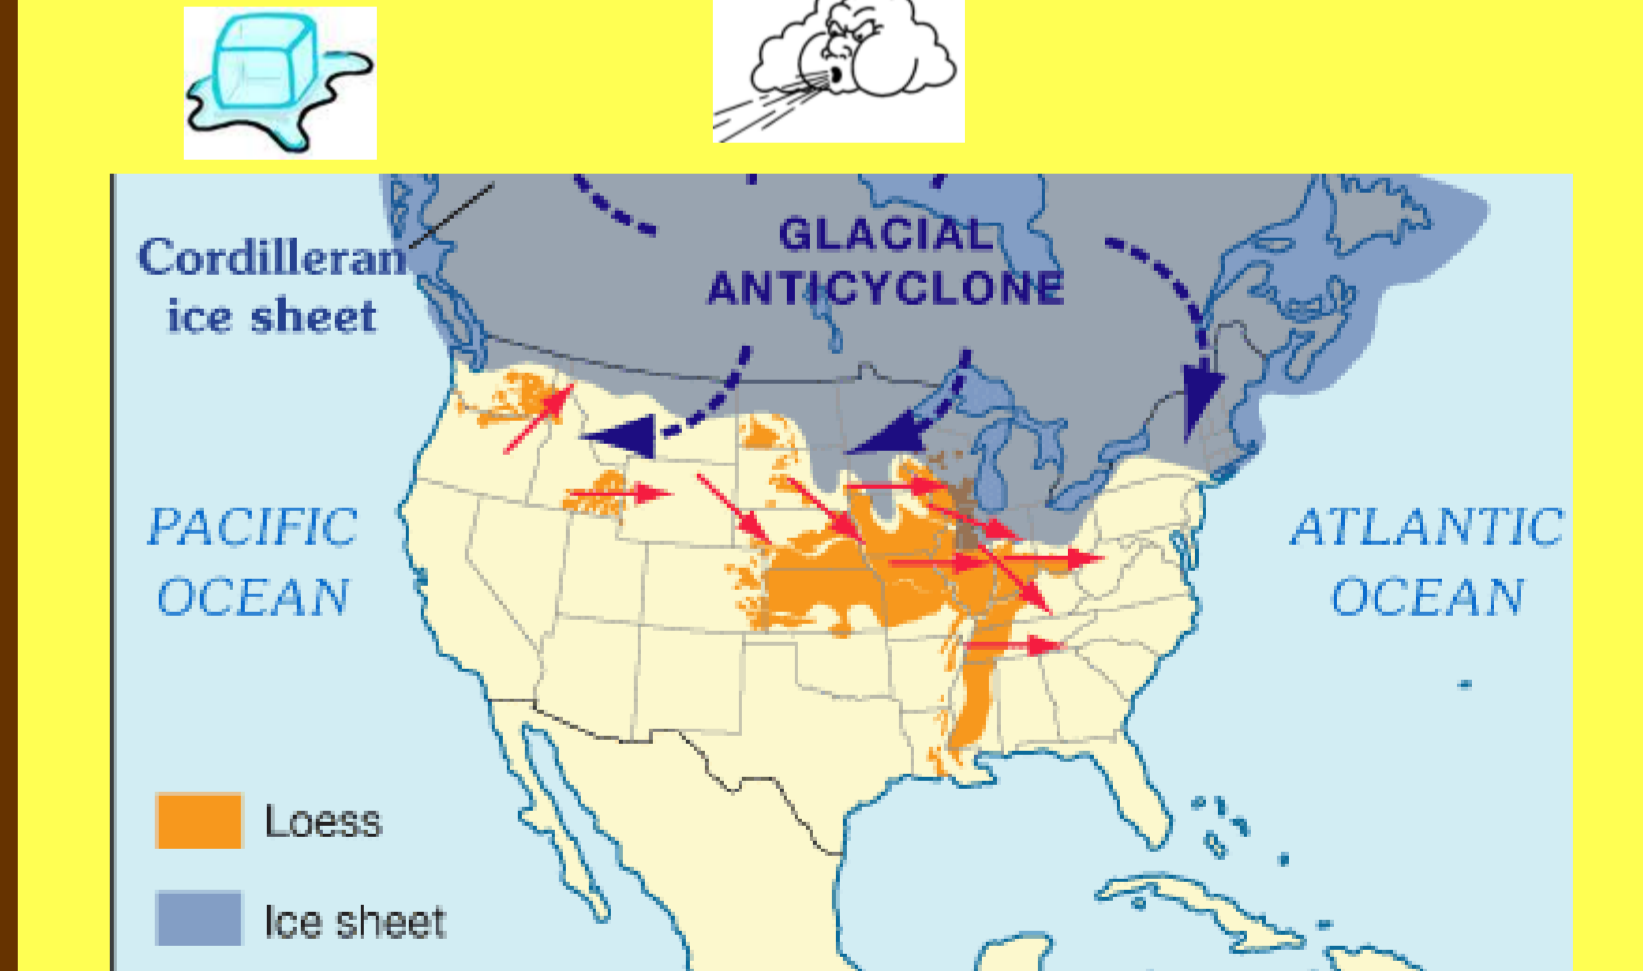 GLACIAL
ANTICYCLONE
Cordilleran
ice sheet
PACIFIC
OCEAN
ATLANTIC
OCEAN
Loess
Ice sheet